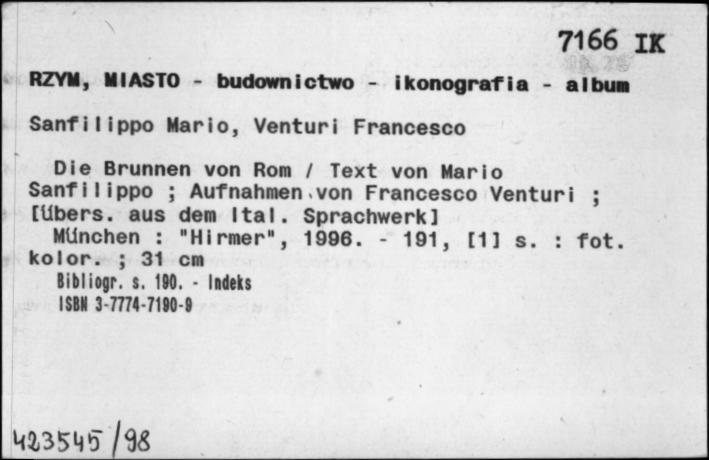 7166 IK
RZYM, MIASTO - budownictwo - ikonografia - album
Sanfilippo Mario, Venturi Francesco
Die Brunnen von Rom / Text von Mario
Sanfilippo ; Aufnahmen von Francesco Venturi ;
[Übers. aus dem Ital. Sprachwerk]
München : "Hirmer", 1996. - 191, [1] s. : fot.
kolor. ; 31 cm
Bibliogr. s. 190. - Indeks
ISBN 3-7774-7190-9
423545/98